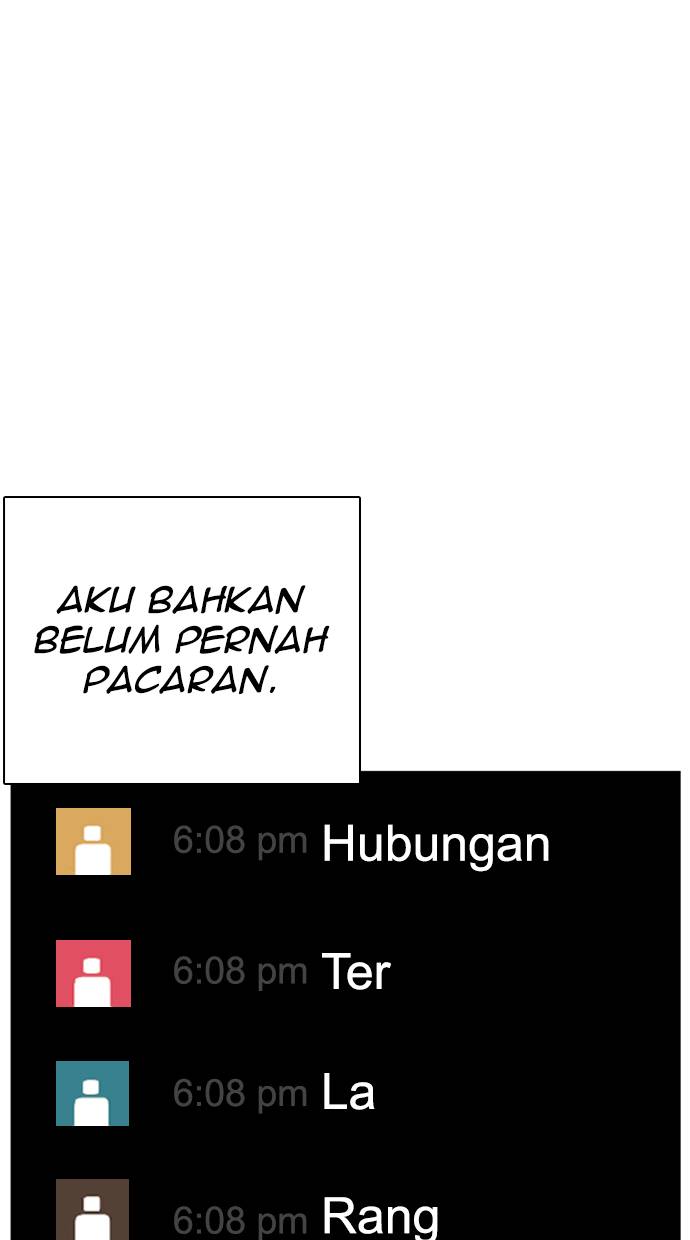 AKU BAHKAN
BELUM PERNAH
PACARAN.
6:08 pm Hubungan
6:08 pm Ter
6:08 pm La
6:08 pm Rang